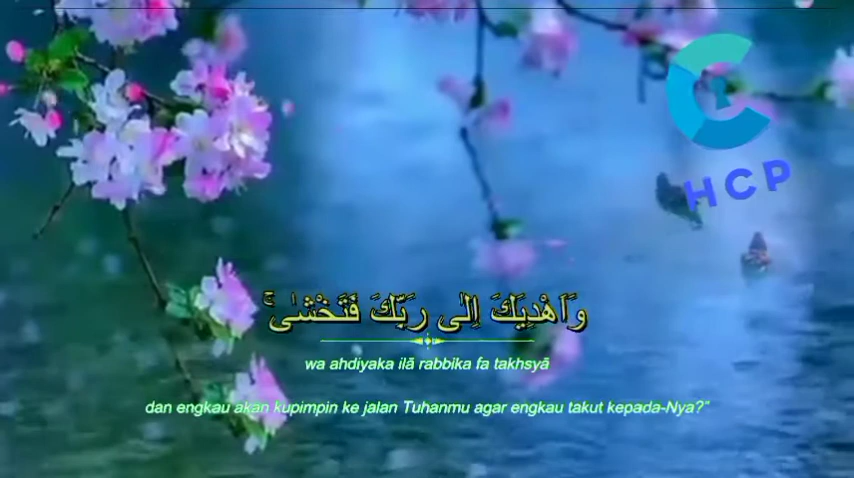 HCP
وَاَهْدِيَكَ اِلٰى رَبِّكَ فَتَخْشٰىۚ
wa ahdiyaka ilā rabbika fa takhsyā
dan engkau akan kupimpin ke jalan Tuhanmu agar engkau takut kepada-Nya?"